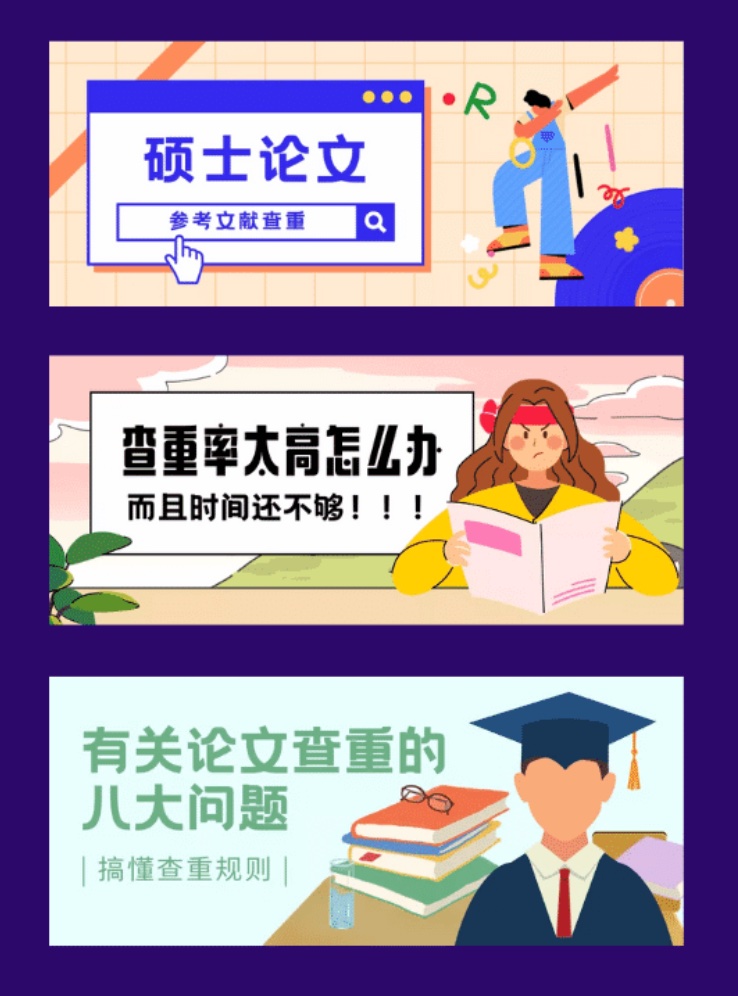 硕士论文
R
参考文献查重
查重率太高怎么办
而且时间还不够！！！
有关论文查重的
八大问题
| 搞懂查重规则 |